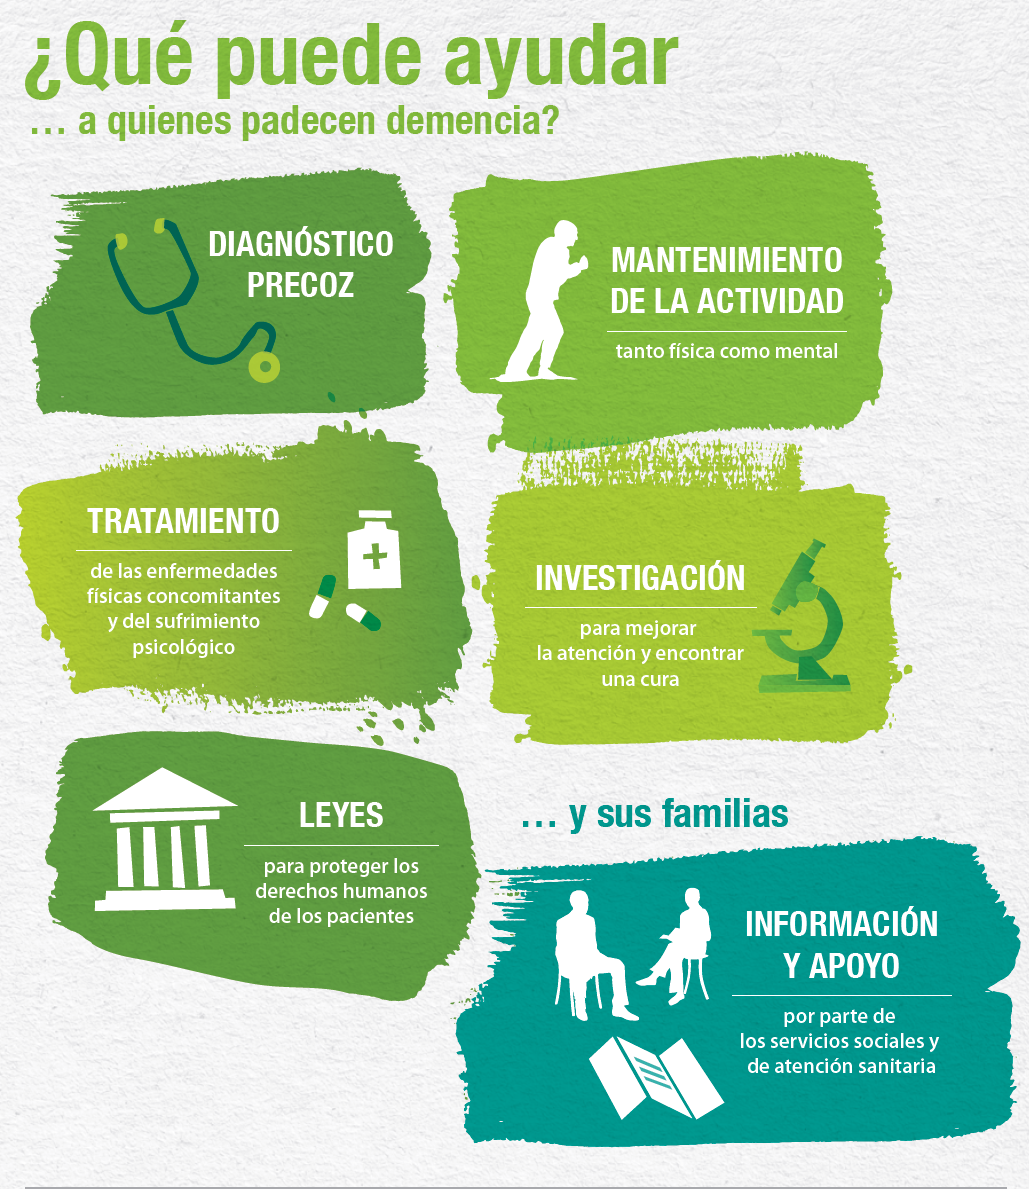 ¿Qué puede ayudar
… a quienes padecen demencia?
DIAGNÓSTICO
PRECOZ
MANTENIMIENTO
DE LA ACTIVIDAD
tanto física como mental
TRATAMIENTO
de las enfermedades
físicas concomitantes
y del sufrimiento
psicológico
INVESTIGACIÓN
para mejorar
la atención y encontrar
una cura
LEYES
para proteger los
derechos humanos
de los pacientes
… y sus familias
INFORMACIÓN
Y APOYO
por parte de
los servicios sociales y
de atención sanitaria